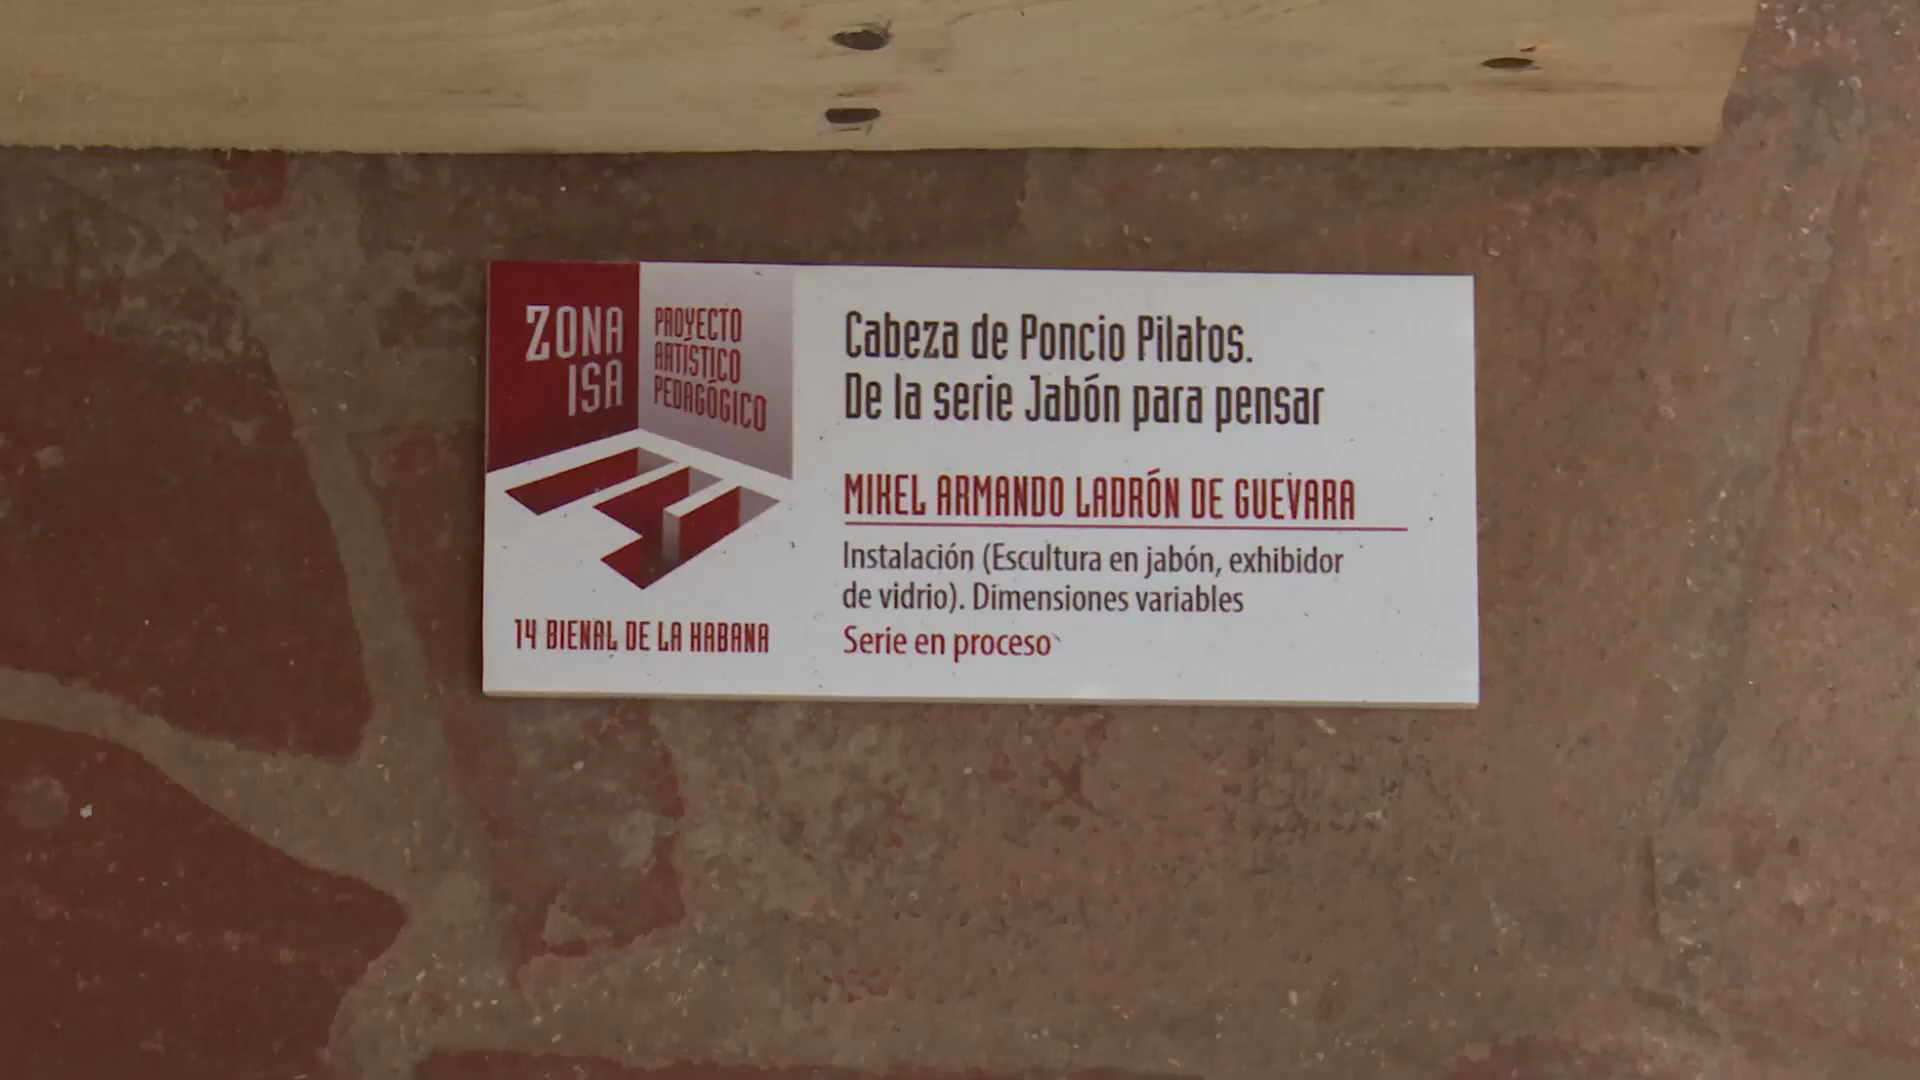 ZONA
ISA
PROYECTO
ARTÍSTICO
PEDAGÓGICO
14 BIENAL DE LA HABANA
Cabeza de Poncio Pilatos.
De la serie Jabón para pensar
MIKEL ARMANDO LADRÓN DE GUEVARA
Instalación (Escultura en jabón, exhibidor
de vidrio). Dimensiones variables
Serie en proceso